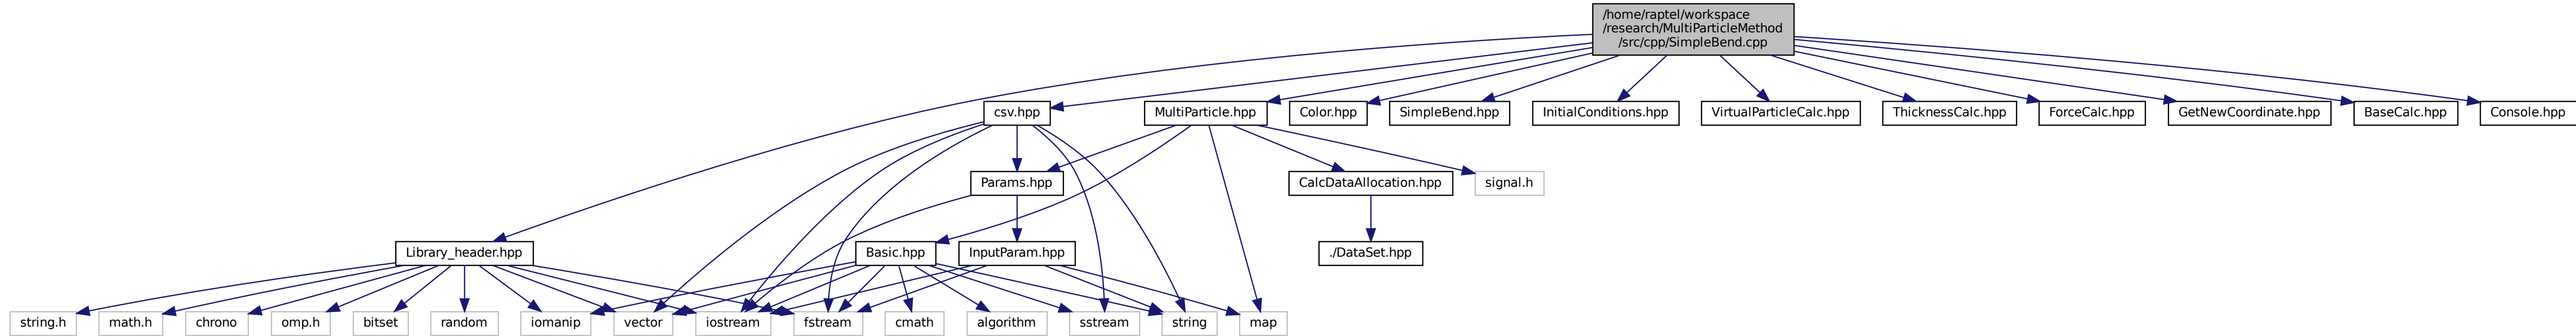 /home/raptel/workspace
/research/MultiParticleMethod
/src/cpp/SimpleBend.cpp
csv.hpp
MultiParticle.hpp
Color.hpp
SimpleBend.hpp
InitialConditions.hpp
VirtualParticleCalc.hpp
ThicknessCalc.hpp
ForceCalc.hpp
GetNewCoordinate.hpp
BaseCalc.hpp
Console.hpp
Params.hpp
CalcDataAllocation.hpp
signal.h
Library_header.hpp
Basic.hpp
InputParam.hpp
./DataSet.hpp
string.h
math.h
chrono
omp.h
bitset
random
iomanip
vector
iostream
fstream
cmath
algorithm
sstream
string
map